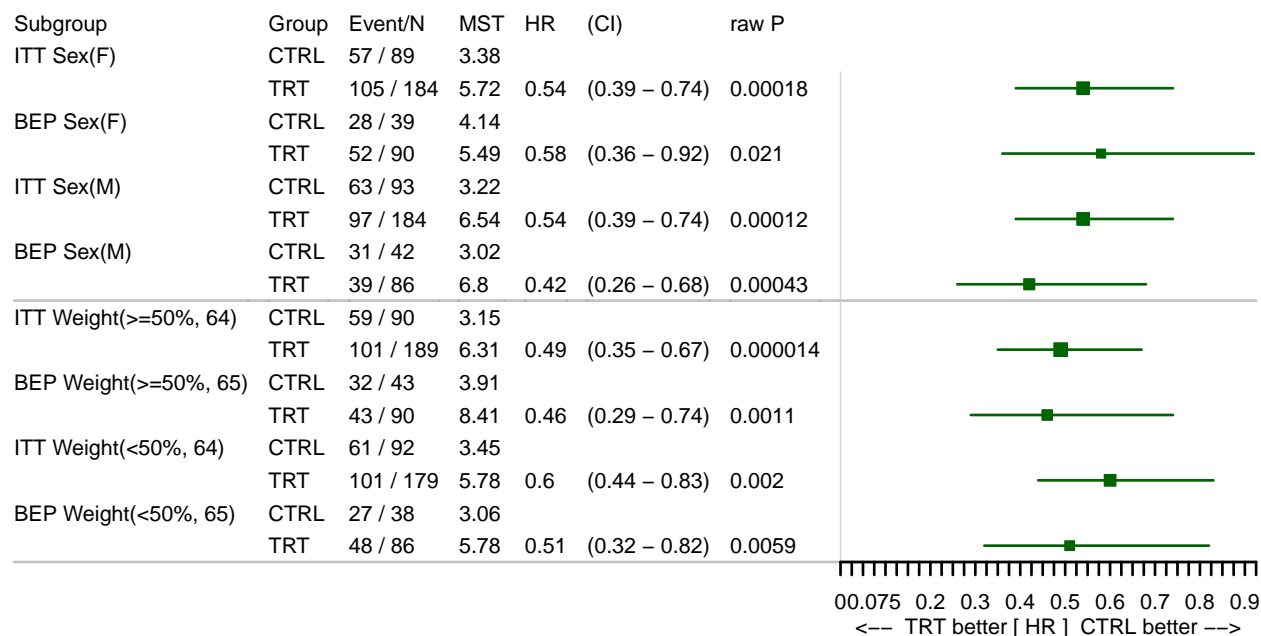 Subgroup Group Event/N MST HR (CI) raw P
ITT Sex(F) CTRL 57 / 89 3.38
TRT 105 / 184 5.72 0.54 (0.39 – 0.74) 0.00018
BEP Sex(F) CTRL 28 / 39 4.14
TRT 52 / 90 5.49 0.58 (0.36 – 0.92) 0.021
ITT Sex(M) CTRL 63 / 93 3.22
TRT 97 / 184 6.54 0.54 (0.39 – 0.74) 0.00012
BEP Sex(M) CTRL 31 / 42 3.02
TRT 39 / 86 6.8 0.42 (0.26 – 0.68) 0.00043
ITT Weight(>=50%, 64) CTRL 59 / 90 3.15
TRT 101 / 189 6.31 0.49 (0.35 – 0.67) 0.000014
BEP Weight(>=50%, 65) CTRL 32 / 43 3.91
TRT 43 / 90 8.41 0.46 (0.29 – 0.74) 0.0011
ITT Weight(<50%, 64) CTRL 61 / 92 3.45
TRT 101 / 179 5.78 0.6 (0.44 – 0.83) 0.002
BEP Weight(<50%, 65) CTRL 27 / 38 3.06
TRT 48 / 86 5.78 0.51 (0.32 – 0.82) 0.0059
00.075 0.2 0.3 0.4 0.5 0.6 0.7 0.8 0.9
<−− TRT better [ HR ] CTRL better −−>